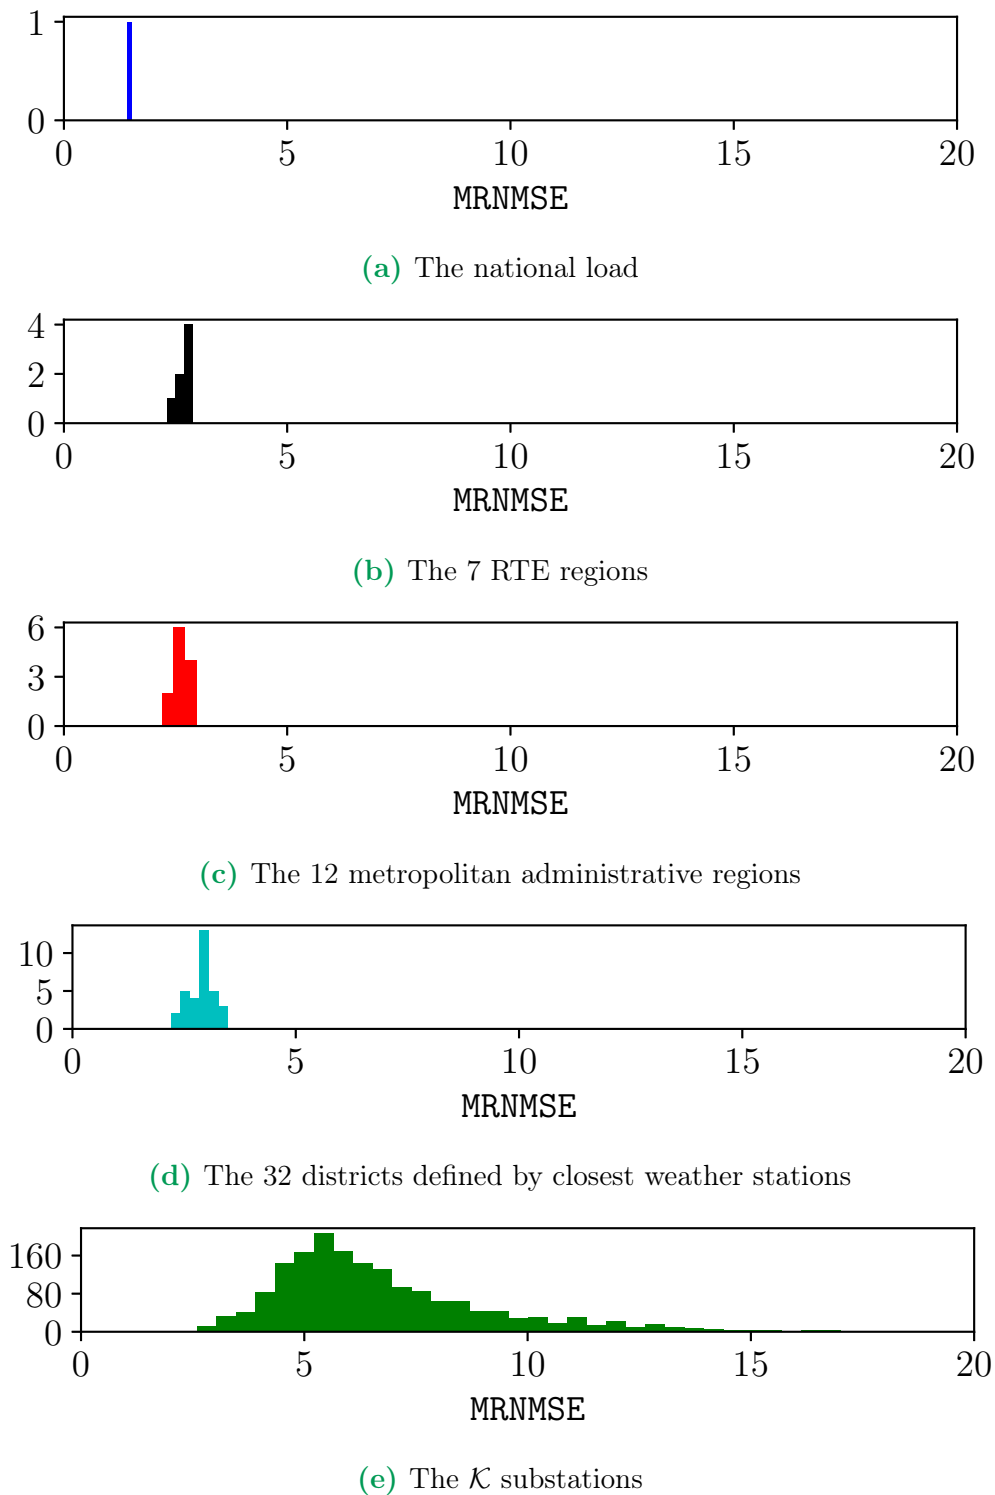 1
0
0 5 10 15 20
MRNMSE
(a) The national load
4
2
0
0 5 10 15 20
MRNMSE
(b) The 7 RTE regions
6
3
0
0 5 10 15 20
MRNMSE
(c) The 12 metropolitan administrative regions
10
5
0
0 5 10 15 20
MRNMSE
(d) The 32 districts defined by closest weather stations
160
80
0
0 5 10 15 20
MRNMSE
(e) The 𝒦 substations